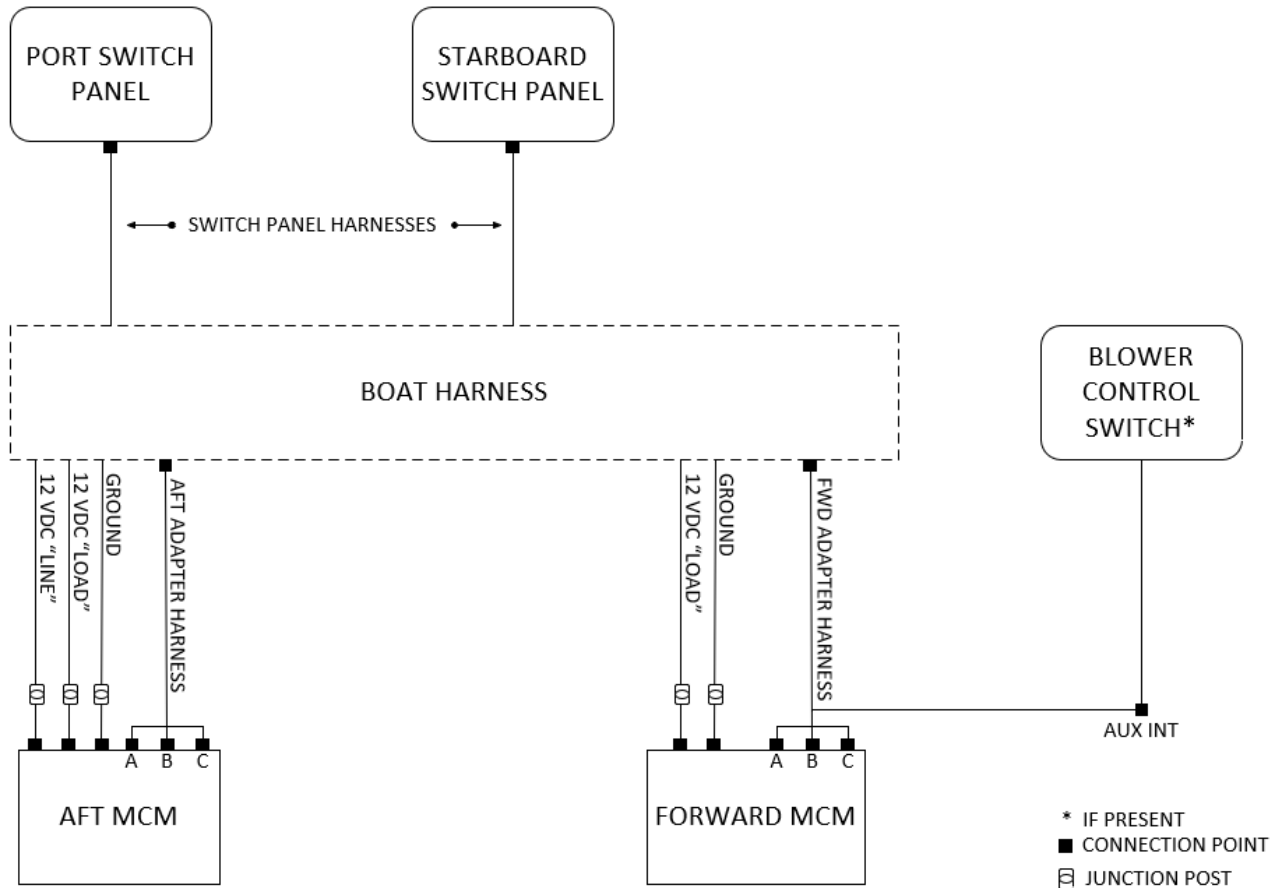 PORT SWITCH
PANEL
STARBOARD
SWITCH PANEL
SWITCH PANEL HARNESSES
BOAT HARNESS
BLOWER
CONTROL
SWITCH*
12 VDC “LINE”
12 VDC “LOAD”
GROUND
AFT ADAPTER HARNESS
12 VDC “LOAD”
GROUND
FWD ADAPTER HARNESS
AUX INT
A B C
AFT MCM
A B C
FORWARD MCM
* IF PRESENT
CONNECTION POINT
JUNCTION POST